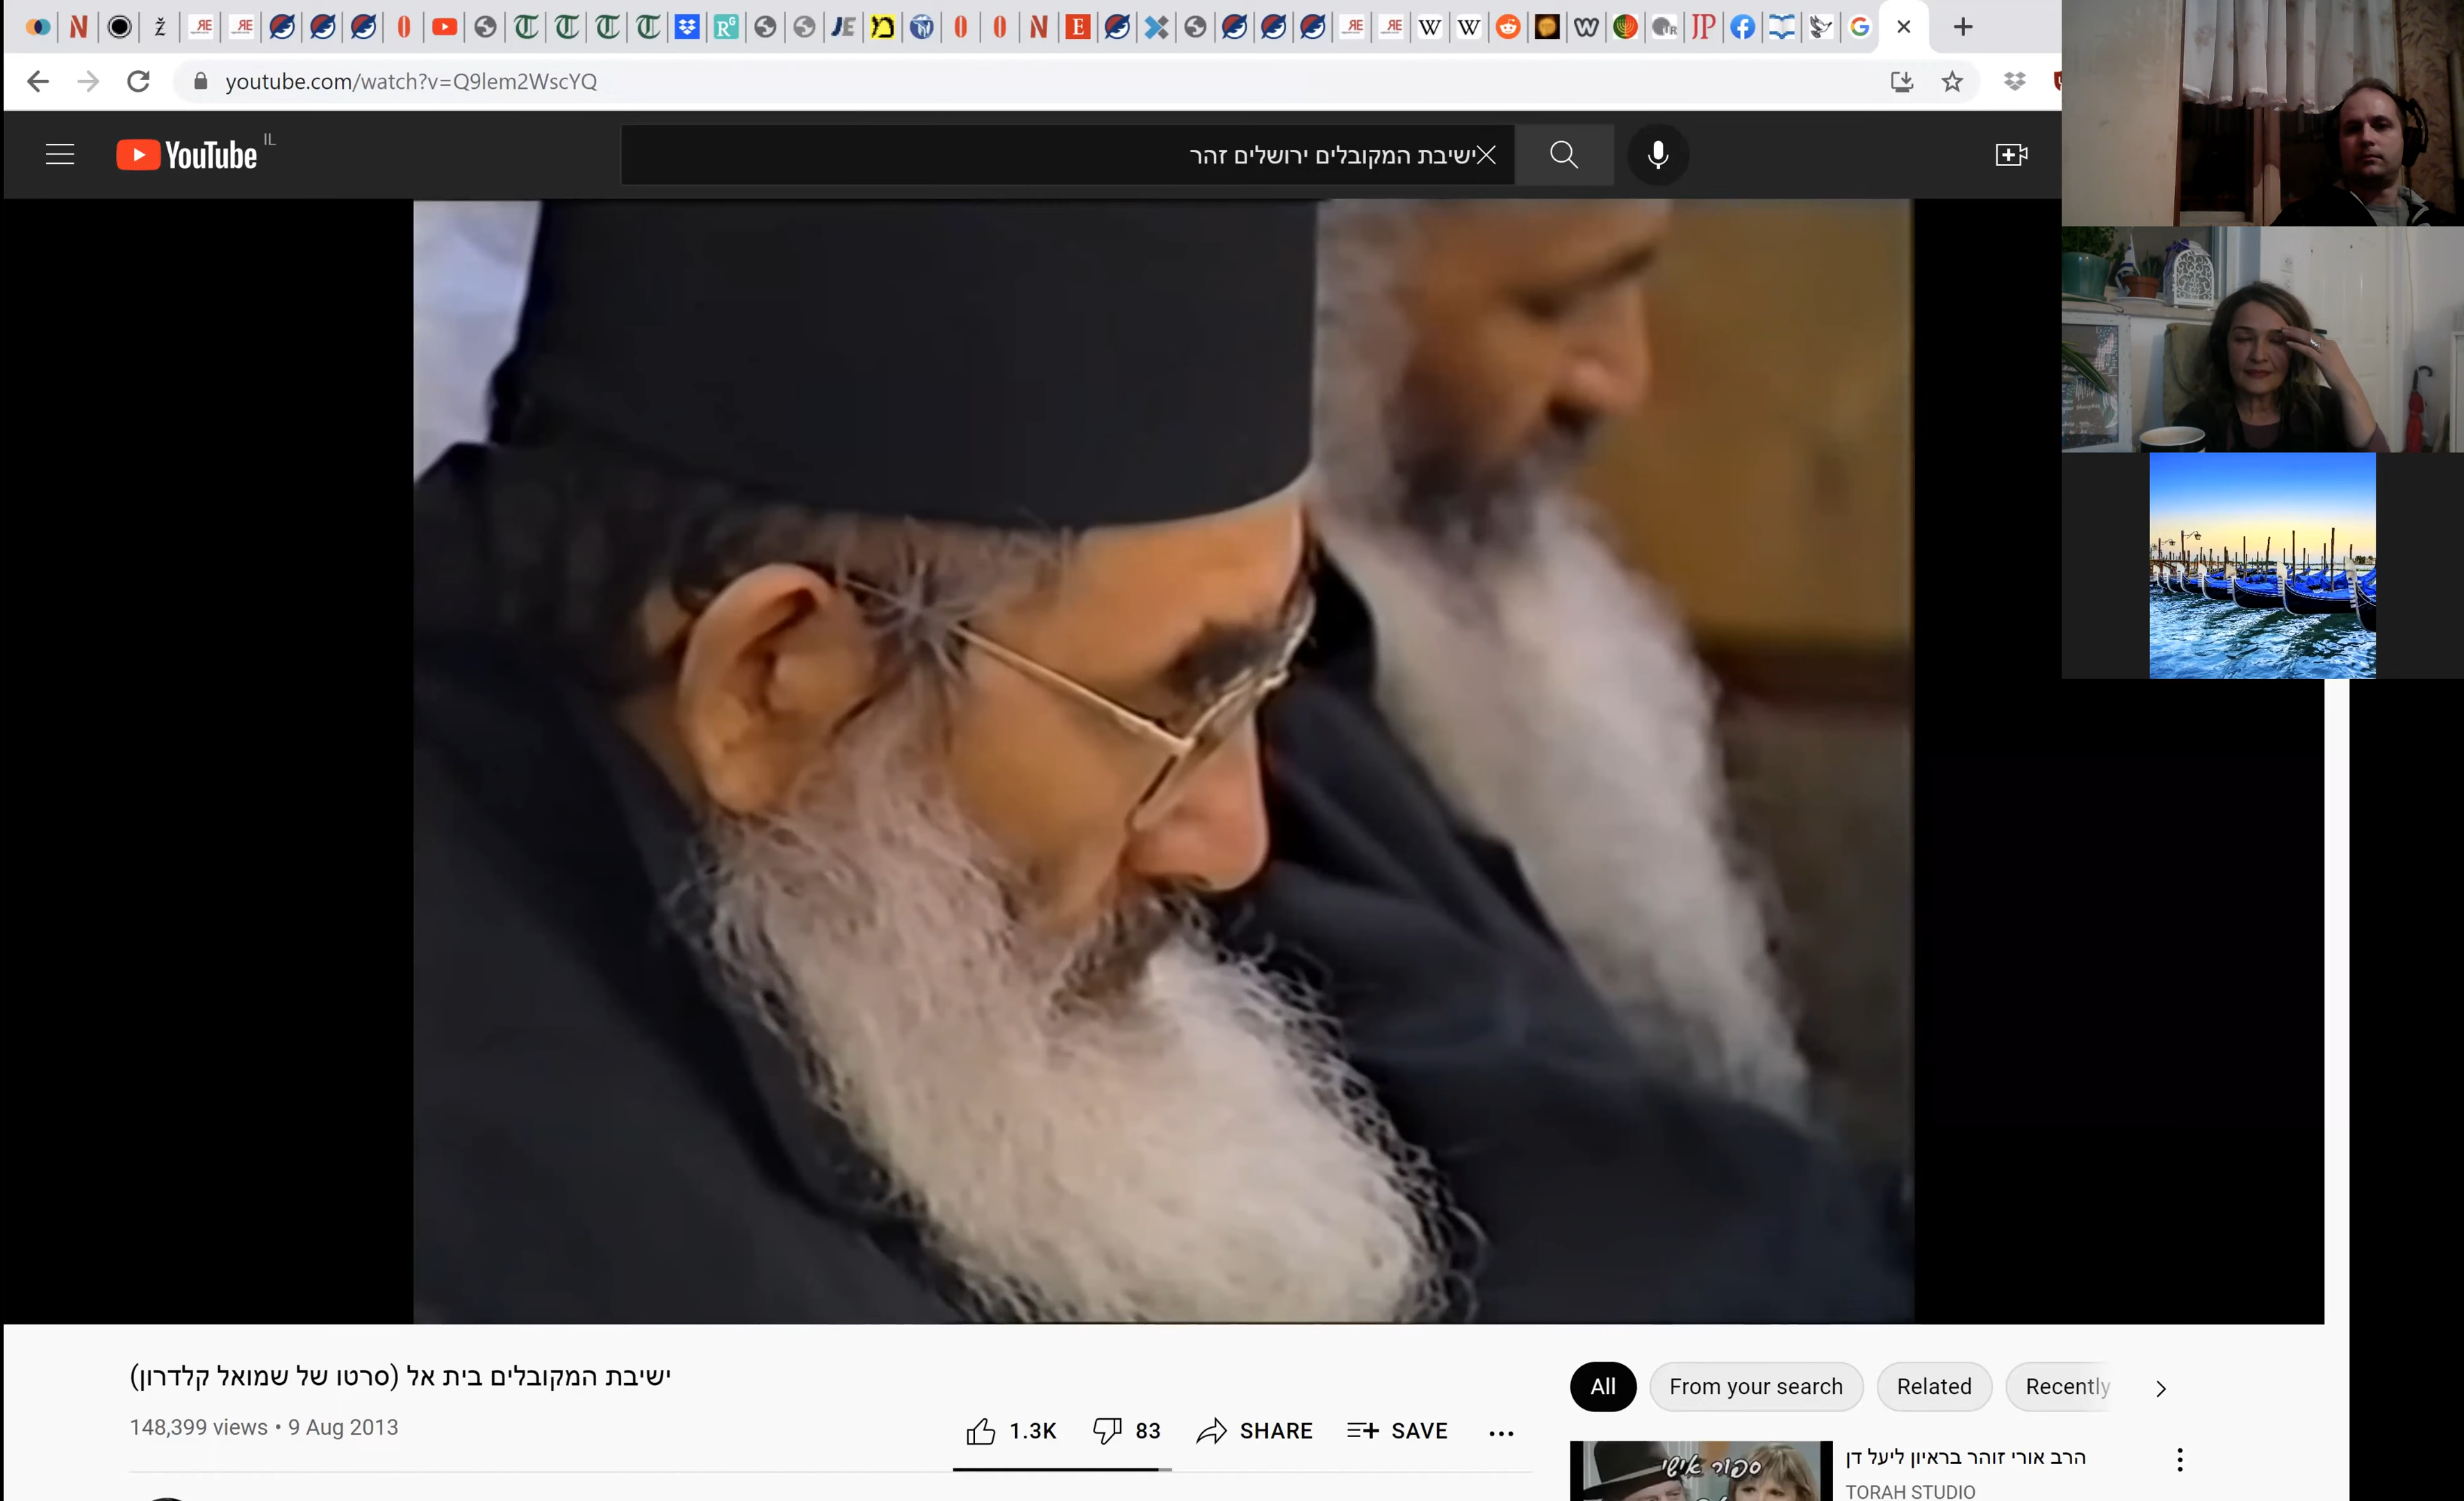 youtube.com/watch?v=Q9lem2WscYQ
YouTube IL
ישיבת המקובלים ירושלים זהר
ישיבת המקובלים בית אל (סרטו של שמואל קלדרון)
148,399 views • 9 Aug 2013
1.3K
83
SHARE
SAVE
All
From your search
Related
Recently
ספור אישי
הרב אורי זוהר בראיון ליעל דן
TORAH STUDIO